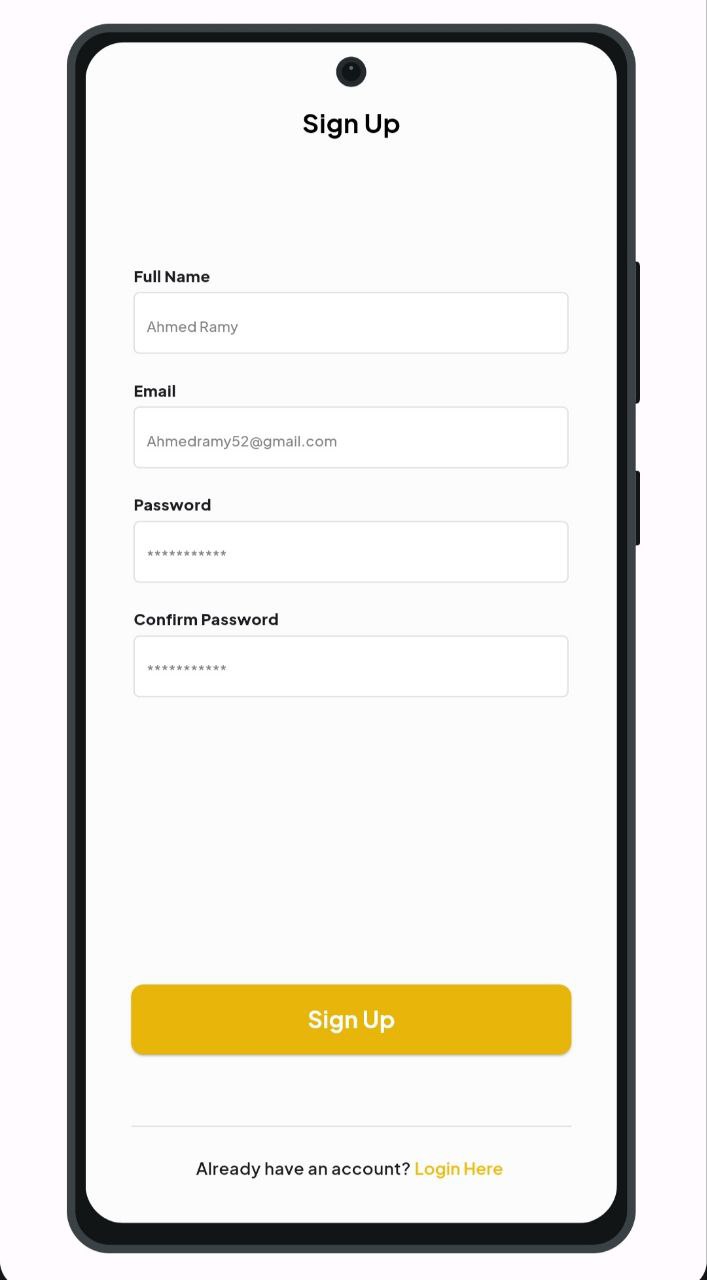 Sign Up
Full Name
Ahmed Ramy
Email
Ahmedramy52@gmail.com
Password
***********
Confirm Password
***********
Sign Up
Already have an account? Login Here